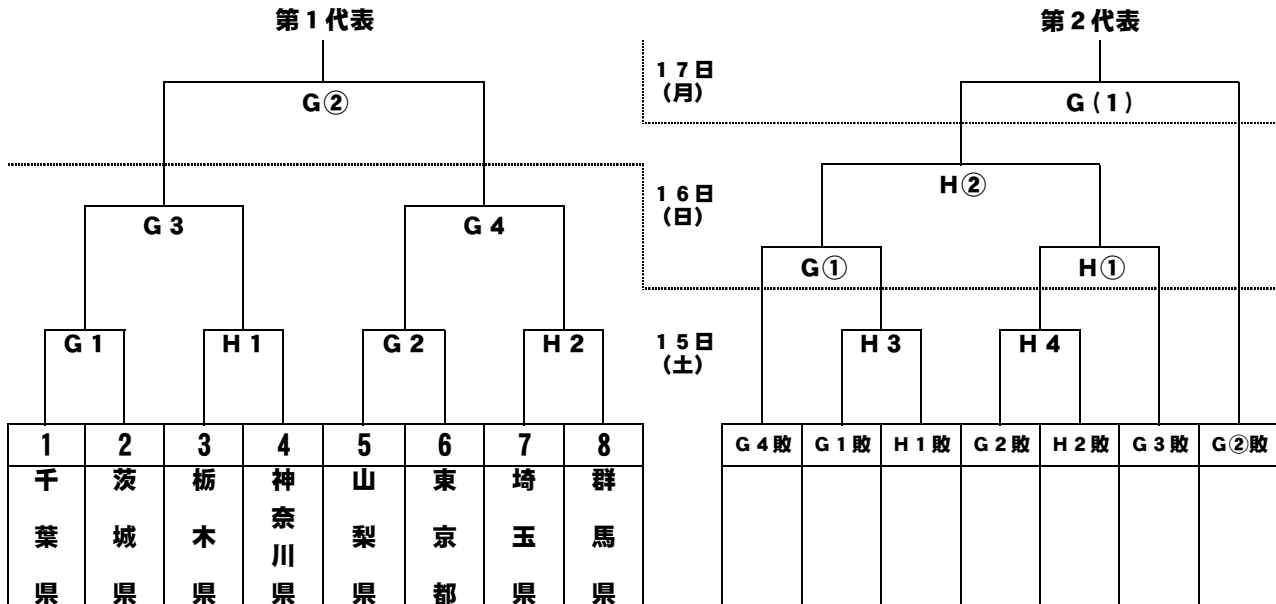 第1代表
第2代表
17日
(月)
G②
G(1)
16日
(日)
H②
G3
G4
G①
H①
15日
(土)
G1
H1
G2
H2
H3
H4
1
2
3
4
5
6
7
8
G4敗
G1敗
H1敗
G2敗
H2敗
G3敗
G②敗
千葉県
茨城県
栃木県
神奈川県
山梨県
東京都
埼玉県
群馬県